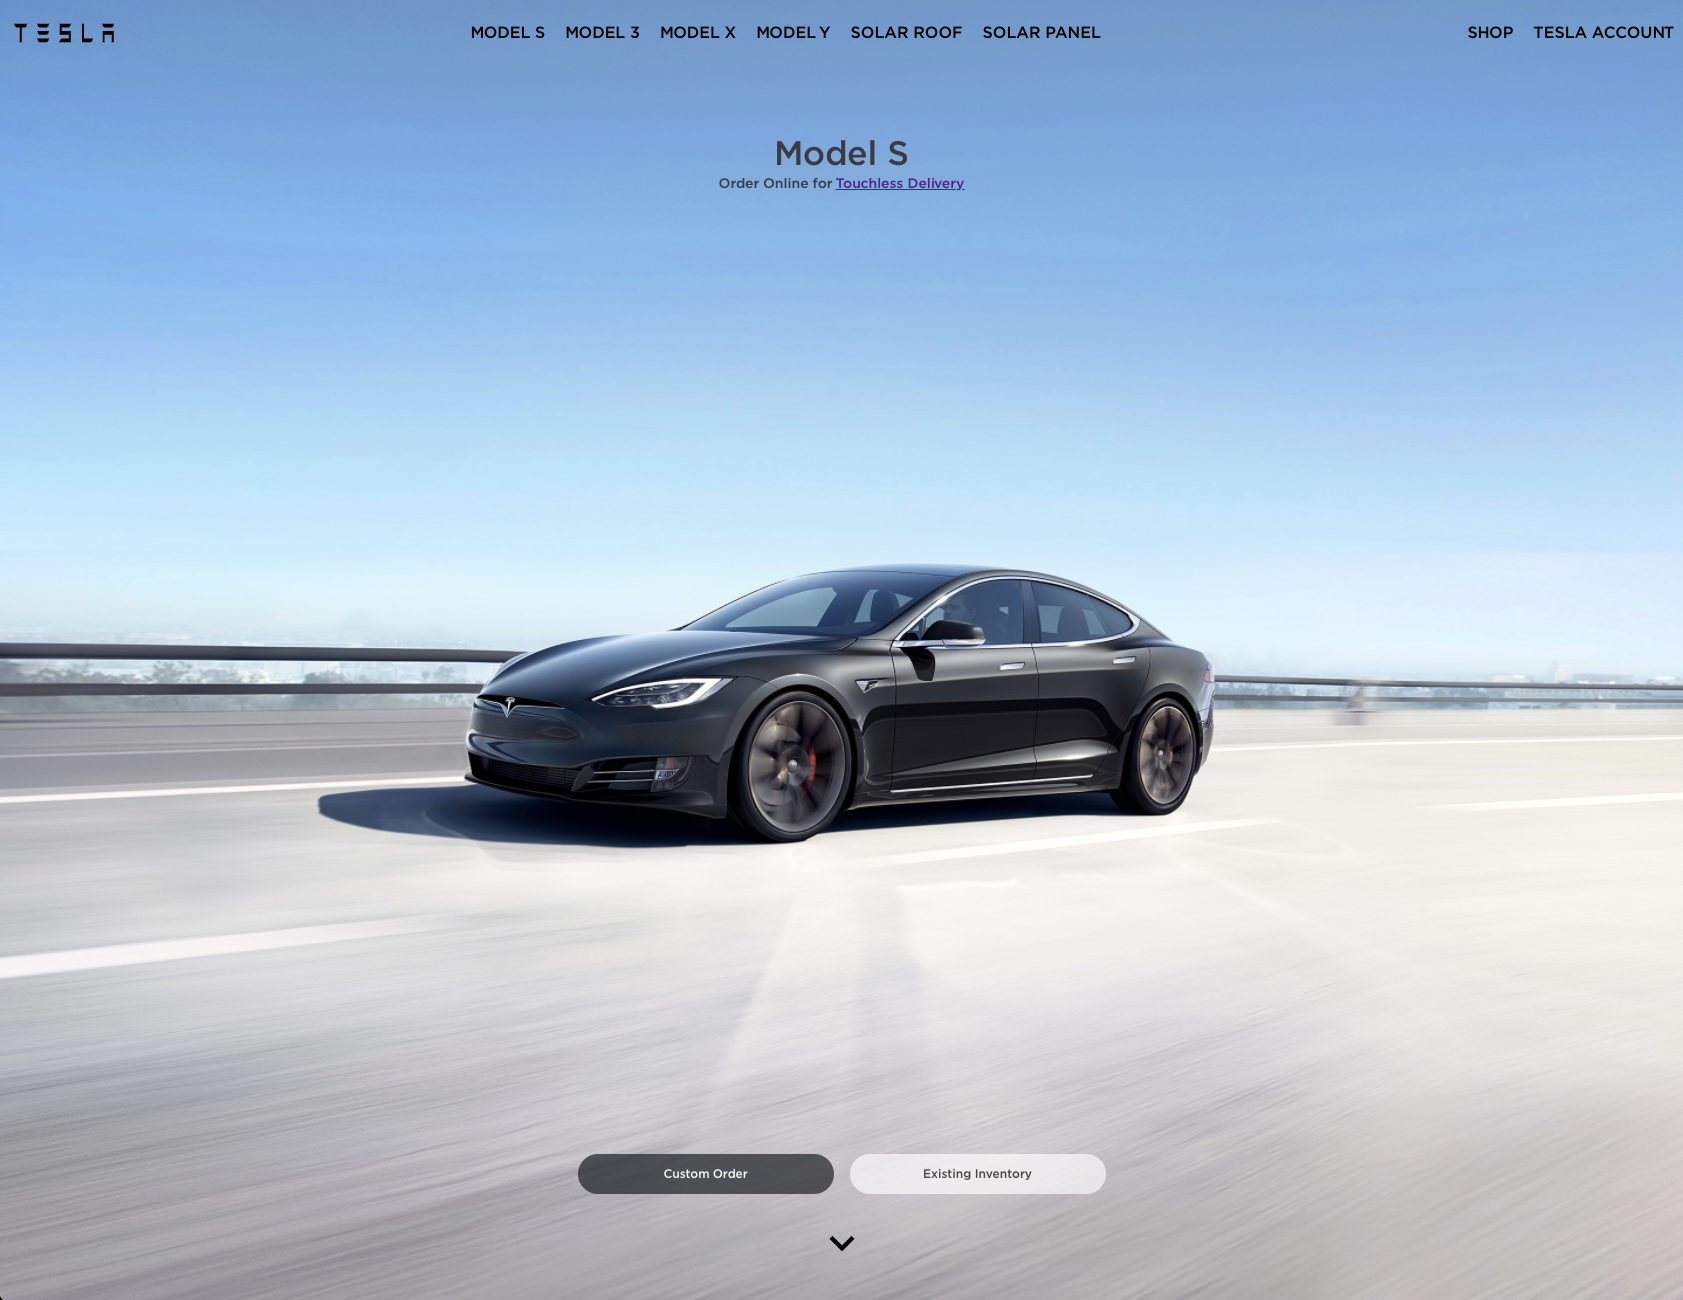 TESLA MODEL S MODEL 3 MODEL X MODEL Y SOLAR ROOF SOLAR PANEL SHOP TESLA ACCOUNT
Model S
Order Online for Touchless Delivery
Custom Order Existing Inventory